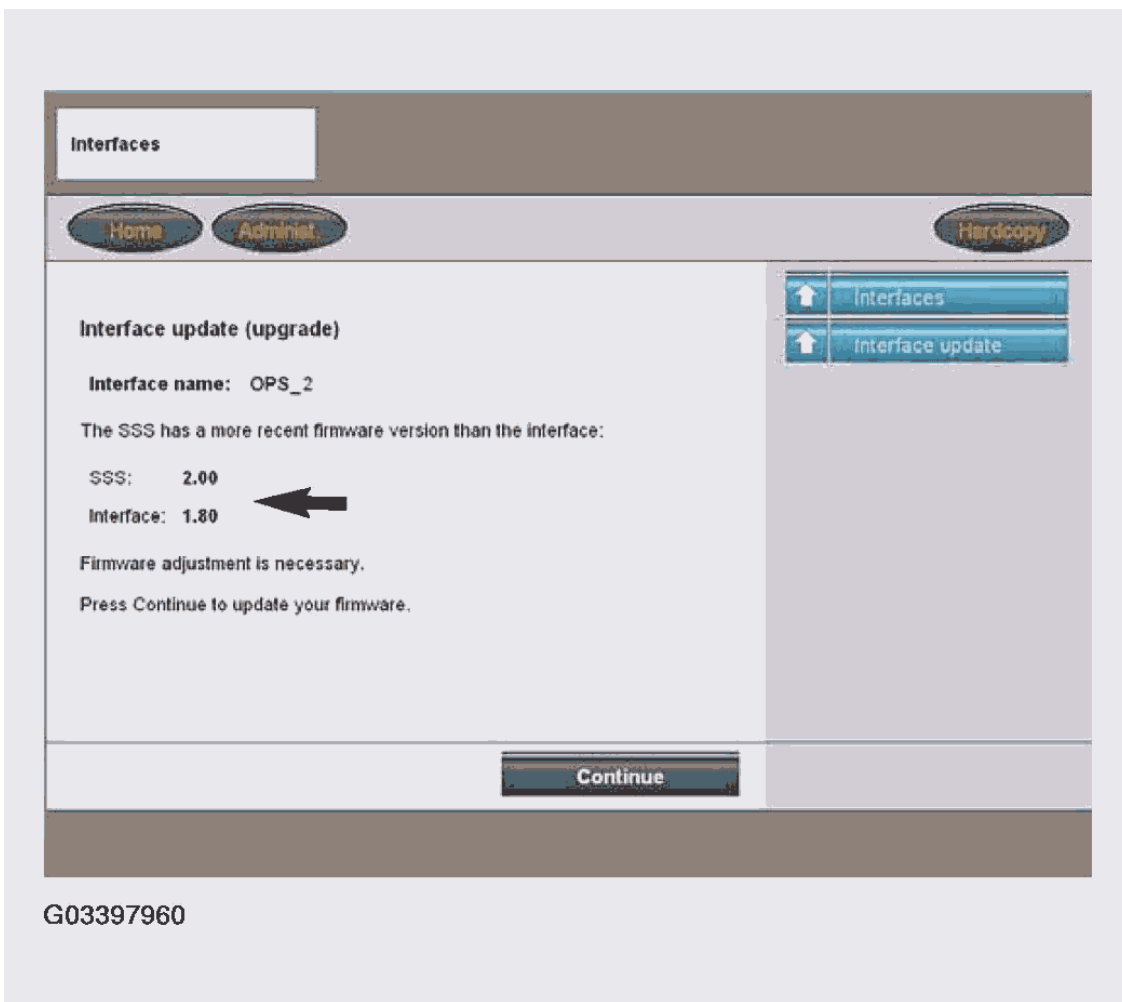 Interfaces
Home
Administ.
Hardcopy
Interfaces
Interface update
Interface update (upgrade)
Interface name: OPS_2
The SSS has a more recent firmware version than the interface:
SSS: 2.00
Interface: 1.80
Firmware adjustment is necessary.
Press Continue to update your firmware.
Continue
G03397960